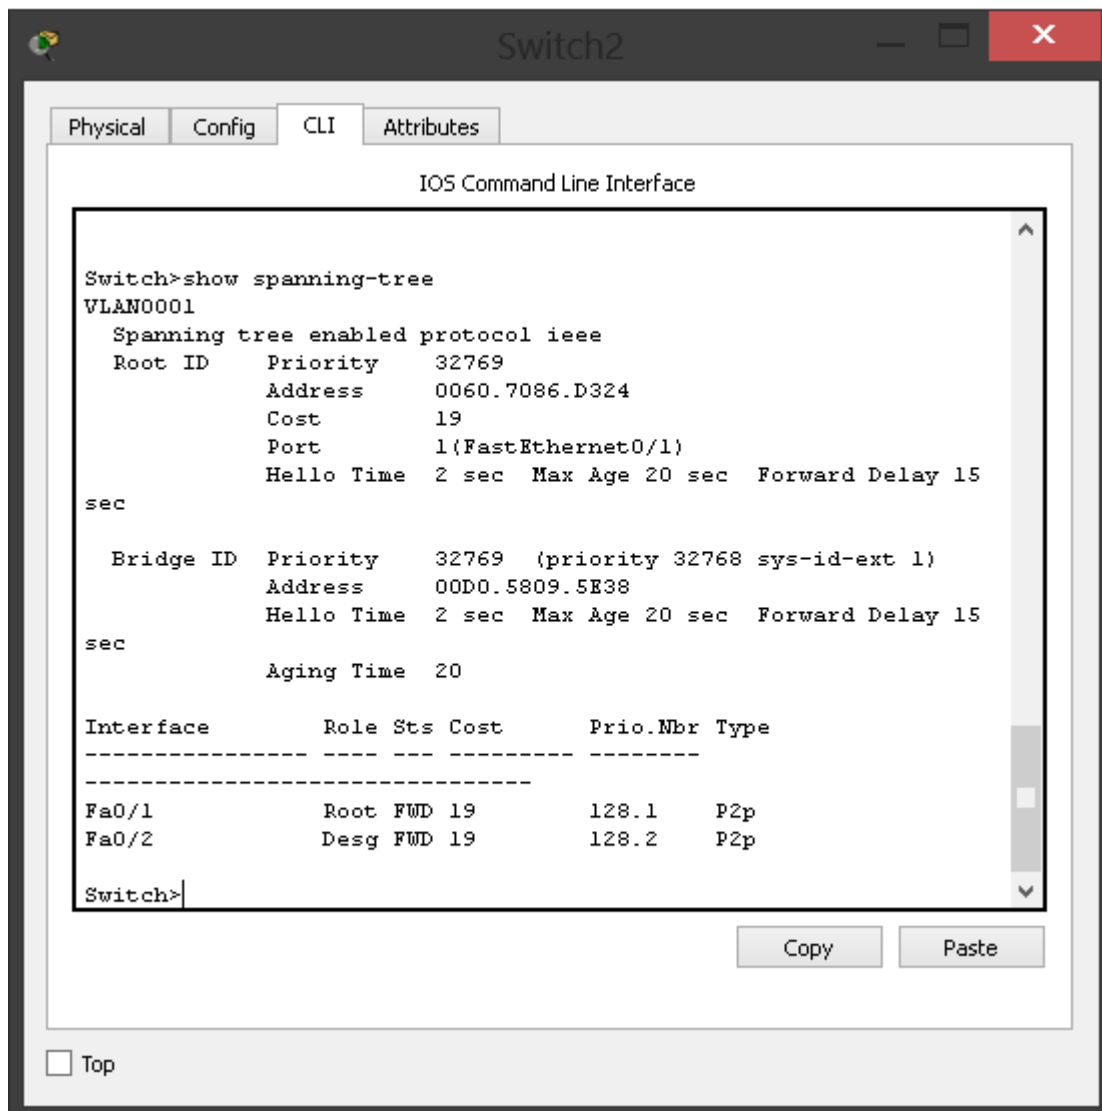 Switch2
Physical Config CLI Attributes
IOS Command Line Interface
Switch>show spanning-tree
VLAN0001
  Spanning tree enabled protocol ieee
  Root ID    Priority    32769
             Address     0060.7086.D324
             Cost        19
             Port        1(FastEthernet0/1)
             Hello Time  2 sec  Max Age 20 sec  Forward Delay 15
sec
  Bridge ID  Priority    32769  (priority 32768 sys-id-ext 1)
             Address     00D0.5809.5E38
             Hello Time  2 sec  Max Age 20 sec  Forward Delay 15
sec
             Aging Time  20
Interface        Role Sts Cost      Prio.Nbr Type
---------------- ---- --- --------- --------
--------------------------------
Fa0/1            Root FWD 19        128.1    P2p
Fa0/2            Desg FWD 19        128.2    P2p
Switch>
Copy Paste
Top